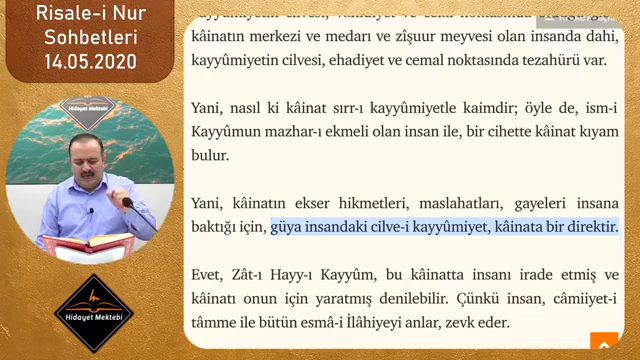 Risale-i Nur
Sohbetleri
14.05.2020
Hidayet Mektebi
Hidayet Mektebi
kâinatın merkezi ve medarı ve zîşuur meyvesi olan insanda dahi,
kayyûmiyetin cilvesi, ehadiyet ve cemal noktasında tezahürü var.
Yani, nasıl ki kâinat sırr-ı kayyûmiyetle kaimdir; öyle de, ism-i
Kayyûmun mazhar-ı ekmeli olan insan ile, bir cihette kâinat kıyam
bulur.
Yani, kâinatın ekser hikmetleri, maslahatları, gayeleri insana
baktığı için, güya insandaki cilve-i kayyûmiyet, kâinata bir direktir.
Evet, Zât-ı Hayy-ı Kayyûm, bu kâinatta insanı irade etmiş ve
kâinatı onun için yaratmış denilebilir. Çünkü insan, câmiiyet-i
tâmme ile bütün esmâ-i İlâhiyeyi anlar, zevk eder.